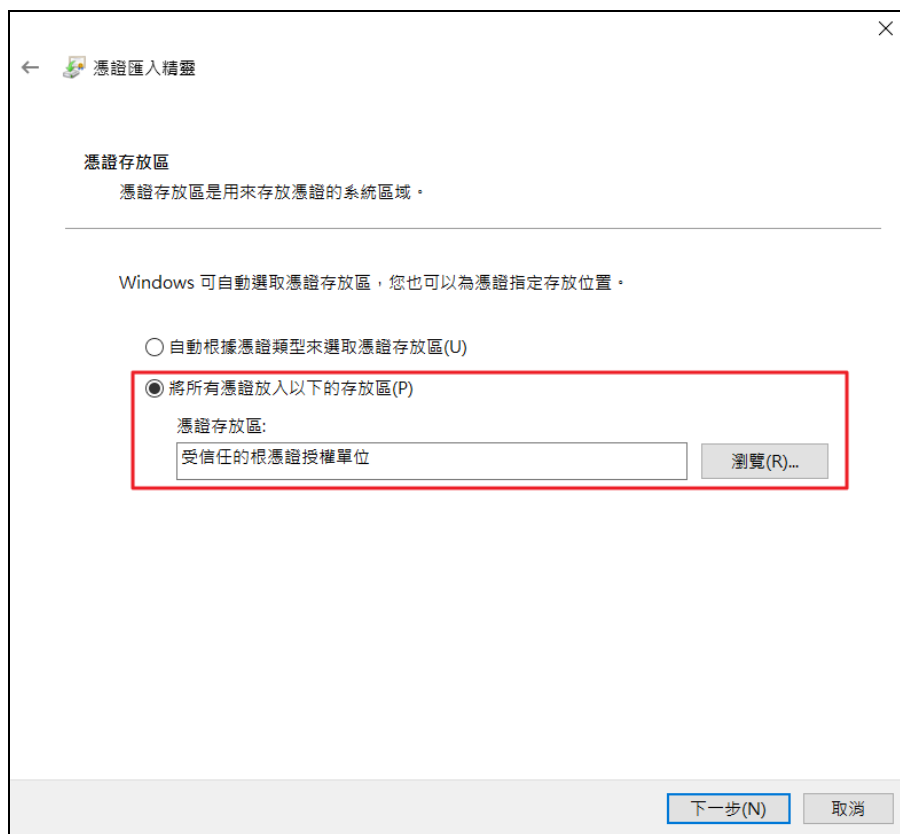 憑證匯入精靈
憑證存放區
憑證存放區是用來存放憑證的系統區域。
Windows 可自動選取憑證存放區，您也可以為憑證指定存放位置。
自動根據憑證類型來選取憑證存放區(U)
將所有憑證放入以下的存放區(P)
憑證存放區:
受信任的根憑證授權單位
瀏覽(R)...
下一步(N)
取消